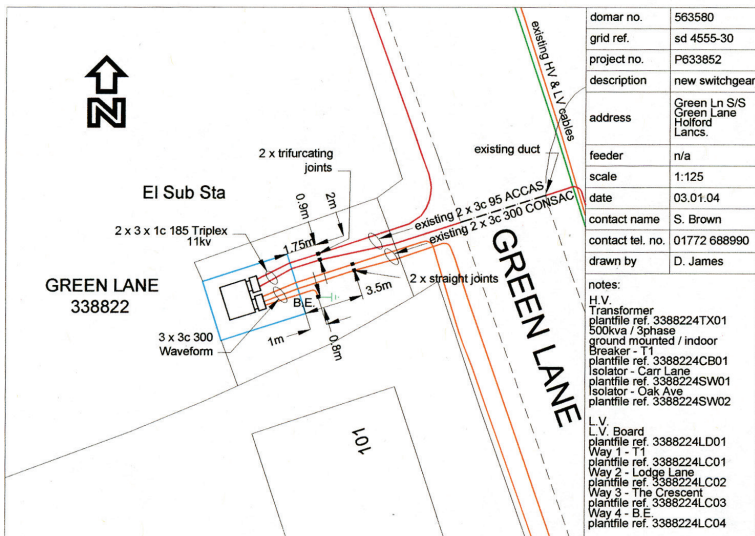 N
existing HV & LV cables
2 x trifurcating
joints
existing duct
El Sub Sta
0.9m
2m
existing 2 x 3c 95 ACCAS
existing 2 x 3c 300 CONSAC
2 x 3 x 1c 185 Triplex
11kv
1.75m
GREEN LANE
338822
GREEN LANE
2 x straight joints
B.E.
3.5m
3 x 3c 300
Waveform
1m
0.8m
101
domar no. 563580
grid ref. sd 4555-30
project no. P633852
description new switchgear
address Green Ln S/S
Green Lane
Holford
Lancs.
feeder n/a
scale 1:125
date 03.01.04
contact name S. Brown
contact tel. no. 01772 688990
drawn by D. James
notes:
H.V.
Transformer
plantfile ref. 3388224TX01
500kva / 3phase
ground mounted / indoor
Breaker - T1
plantfile ref. 3388224CB01
Isolator - Carr Lane
plantfile ref. 3388224SW01
Isolator - Oak Ave
plantfile ref. 3388224SW02
L.V.
L.V. Board
plantfile ref. 3388224LD01
Way 1 - T1
plantfile ref. 3388224LC01
Way 2 - Lodge Lane
plantfile ref. 3388224LC02
Way 3 - The Crescent
plantfile ref. 3388224LC03
Way 4 - B.E.
plantfile ref. 3388224LC04